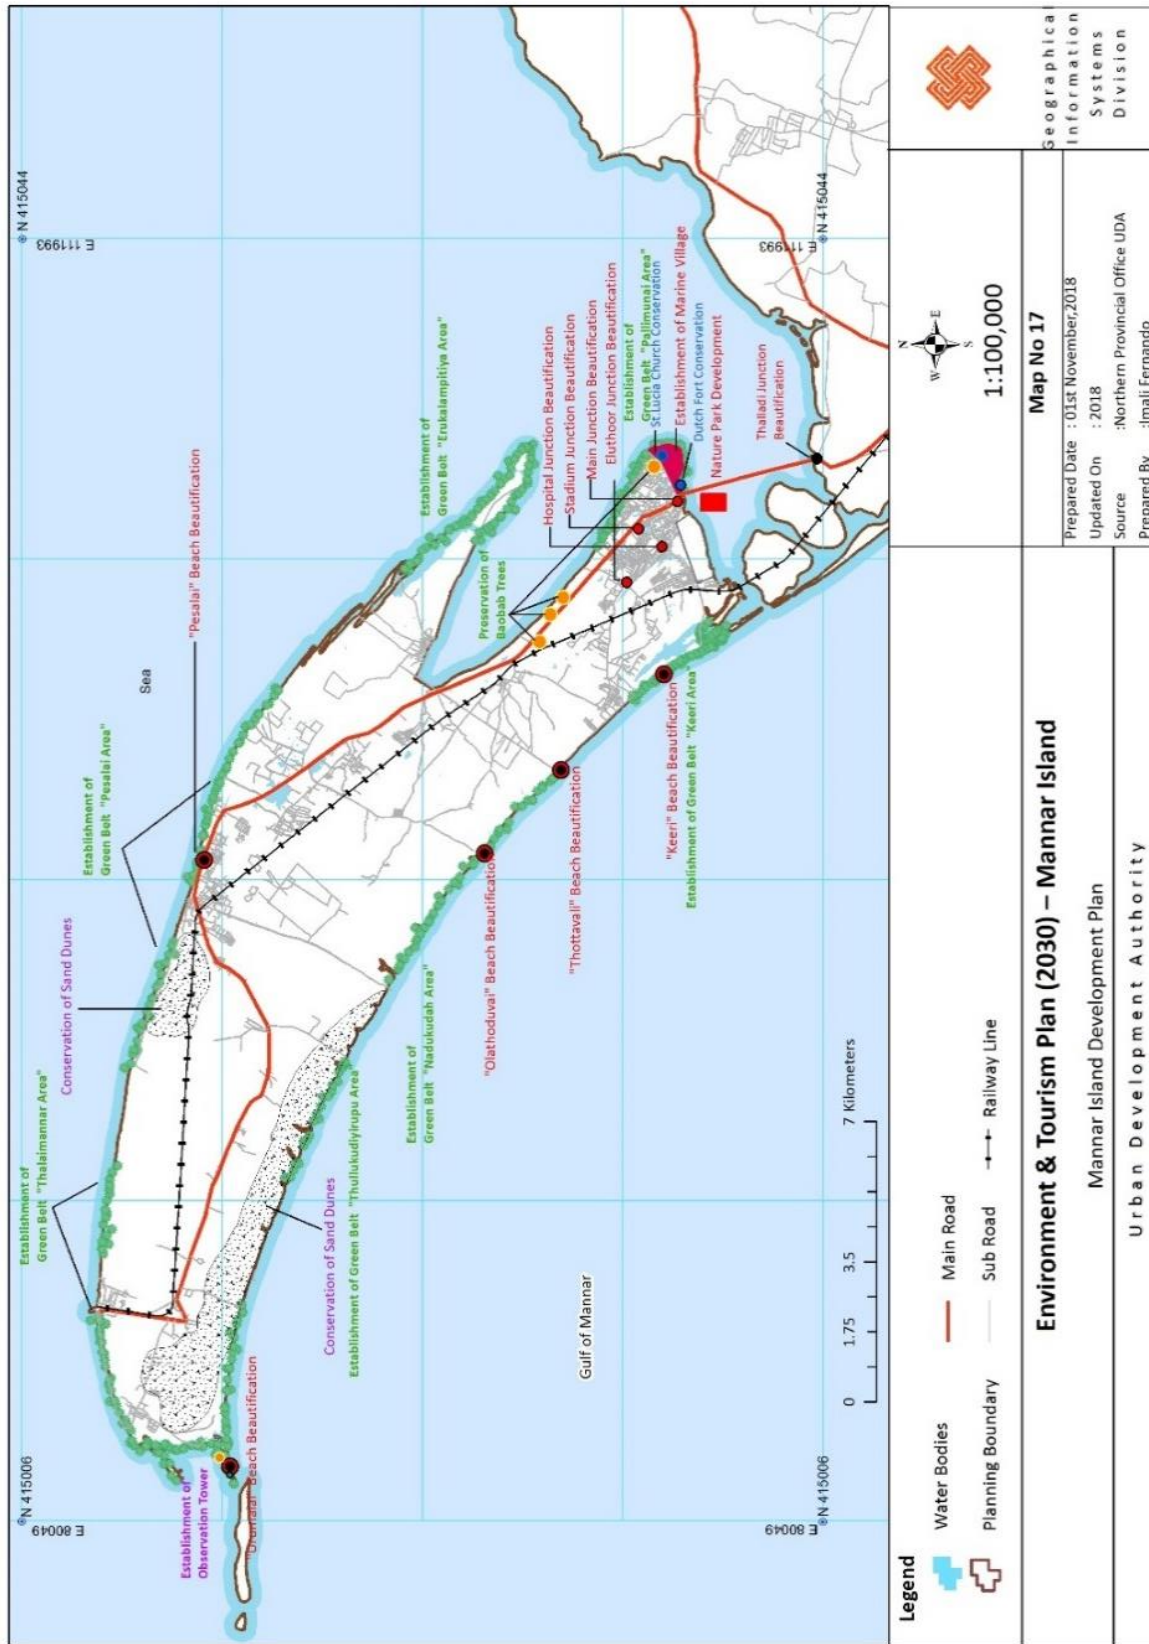 N 415006
E 80049
N 415044
E 111993
Establishment of
Green Belt "Thalaimannar Area"
Conservation of Sand Dunes
Establishment of
Green Belt "Pesalai Area"
Sea
"Pesalai" Beach Beautification
Establishment of
Green Belt "Erukalampitiya Area"
Preservation of
Baobab Trees
Hospital Junction Beautification
Stadium Junction Beautification
Eluthoor Junction Beautification
Main Junction Beautification
Establishment of
Green Belt "Pallimunai Area"
St.Lucia Church Conservation
Establishment of Marine Village
Dutch Fort Conservation
Nature Park Development
Thalladi Junction
Beautification
Establishment of
Observation Tower
Beach Beautification
Conservation of Sand Dunes
Establishment of Green Belt "Thullukudiyirupu Area"
Establishment of
Green Belt "Nadukudah Area"
"Olathoduvai" Beach Beautification
"Thottavali" Beach Beautification
"Keeri" Beach Beautification
Establishment of Green Belt "Keeri Area"
Gulf of Mannar
0 1.75 3.5 7 Kilometers
N 415006
E 80049
N 415044
E 111993
Legend
Water Bodies
Planning Boundary
Main Road
Sub Road
Railway Line
N
W E
S
1:100,000
Environment & Tourism Plan (2030) – Mannar Island
Mannar Island Development Plan
Urban Development Authority
Map No 17
Prepared Date : 01st November,2018
Updated On : 2018
Source :Northern Provincial Office UDA
Prepared By :Imali Fernando
Geographical
Information
Systems
Division